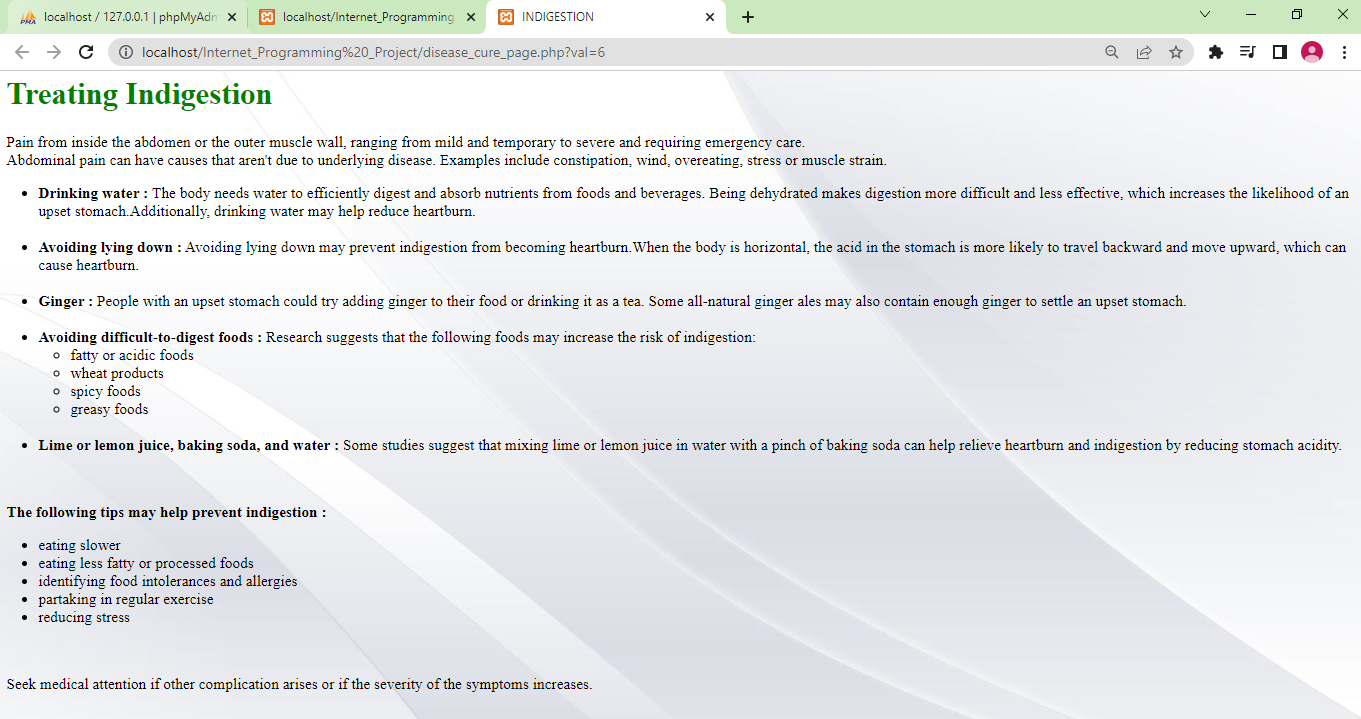 localhost / 127.0.0.1 | phpMyAdm
localhost/Internet_Programming
INDIGESTION
localhost/Internet_Programming%20_Project/disease_cure_page.php?val=6
Treating Indigestion
Pain from inside the abdomen or the outer muscle wall, ranging from mild and temporary to severe and requiring emergency care.
Abdominal pain can have causes that aren't due to underlying disease. Examples include constipation, wind, overeating, stress or muscle strain.
• Drinking water : The body needs water to efficiently digest and absorb nutrients from foods and beverages. Being dehydrated makes digestion more difficult and less effective, which increases the likelihood of an
upset stomach.Additionally, drinking water may help reduce heartburn.
• Avoiding lying down : Avoiding lying down may prevent indigestion from becoming heartburn.When the body is horizontal, the acid in the stomach is more likely to travel backward and move upward, which can
cause heartburn.
• Ginger : People with an upset stomach could try adding ginger to their food or drinking it as a tea. Some all-natural ginger ales may also contain enough ginger to settle an upset stomach.
• Avoiding difficult-to-digest foods : Research suggests that the following foods may increase the risk of indigestion:
◦ fatty or acidic foods
◦ wheat products
◦ spicy foods
◦ greasy foods
• Lime or lemon juice, baking soda, and water : Some studies suggest that mixing lime or lemon juice in water with a pinch of baking soda can help relieve heartburn and indigestion by reducing stomach acidity.
The following tips may help prevent indigestion :
• eating slower
• eating less fatty or processed foods
• identifying food intolerances and allergies
• partaking in regular exercise
• reducing stress
Seek medical attention if other complication arises or if the severity of the symptoms increases.